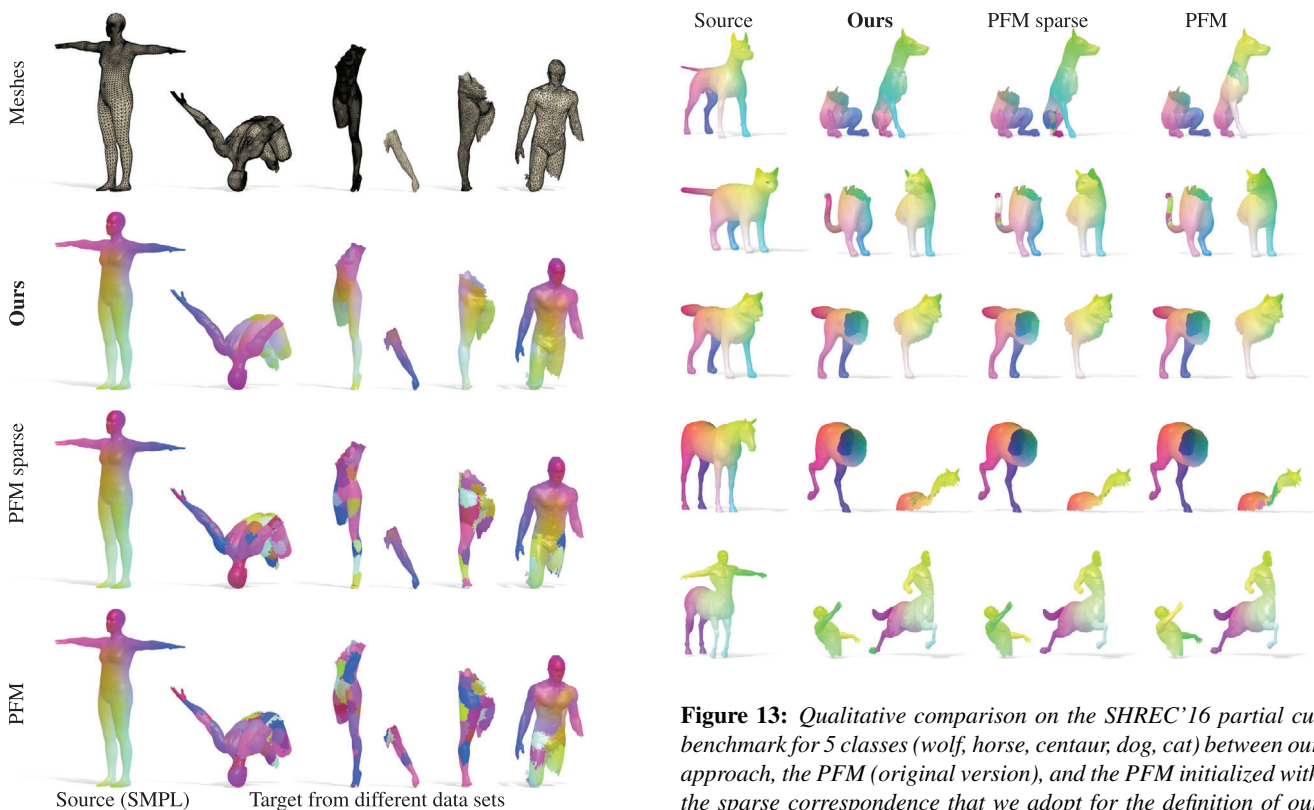 Meshes
Ours
PFM sparse
PFM
Source (SMPL)
Target from different data sets
Source
Ours
PFM sparse
PFM
Figure 13: Qualitative comparison on the SHREC'16 partial cu
benchmark for 5 classes (wolf, horse, centaur, dog, cat) between our
approach, the PFM (original version), and the PFM initialized with
the sparse correspondence that we adopt for the definition of our